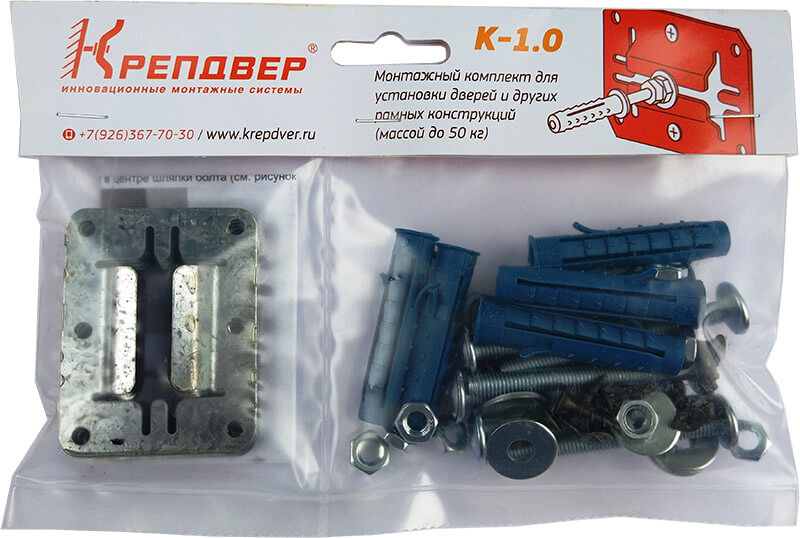 КРЕПДВЕР®
инновационные монтажные системы
+7(926)367-70-30 / www.krepdver.ru
К-1.0
Монтажный комплект для
установки дверей и других
рамных конструкций
(массой до 50 кг)
в центре шляпки болта (см. рисунок